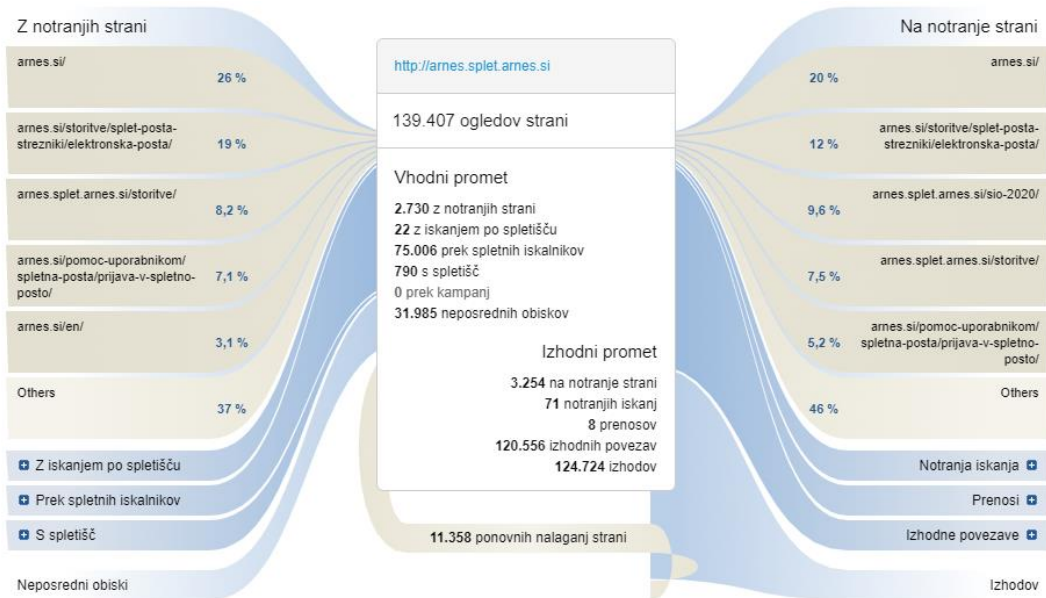 Z notranjih strani
arnes.si/
26 %
arnes.si/storitve/splet-posta-
strezniki/elektronska-posta/
19 %
arnes.splet.arnes.si/storitve/
8,2 %
arnes.si/pomoc-uporabnikom/
spletna-posta/prijava-v-spletno-
posto/
7,1 %
arnes.si/en/
3,1 %
Others
37 %
Z iskanjem po spletišču
Prek spletnih iskalnikov
S spletišč
Neposredni obiski
http://arnes.splet.arnes.si
139.407 ogledov strani
Vhodni promet
2.730 z notranjih strani
22 z iskanjem po spletišču
75.006 prek spletnih iskalnikov
790 s spletišč
0 prek kampanj
31.985 neposrednih obiskov
Izhodni promet
3.254 na notranje strani
71 notranjih iskanj
8 prenosov
120.556 izhodnih povezav
124.724 izhodov
11.358 ponovnih nalaganj strani
Na notranje strani
arnes.si/
20 %
arnes.si/storitve/splet-posta-
strezniki/elektronska-posta/
12 %
arnes.splet.arnes.si/sio-2020/
9,6 %
arnes.splet.arnes.si/storitve/
7,5 %
arnes.si/pomoc-uporabnikom/
spletna-posta/prijava-v-spletno-
posto/
5,2 %
Others
46 %
Notranja iskanja
Prenosi
Izhodne povezave
Izhodov